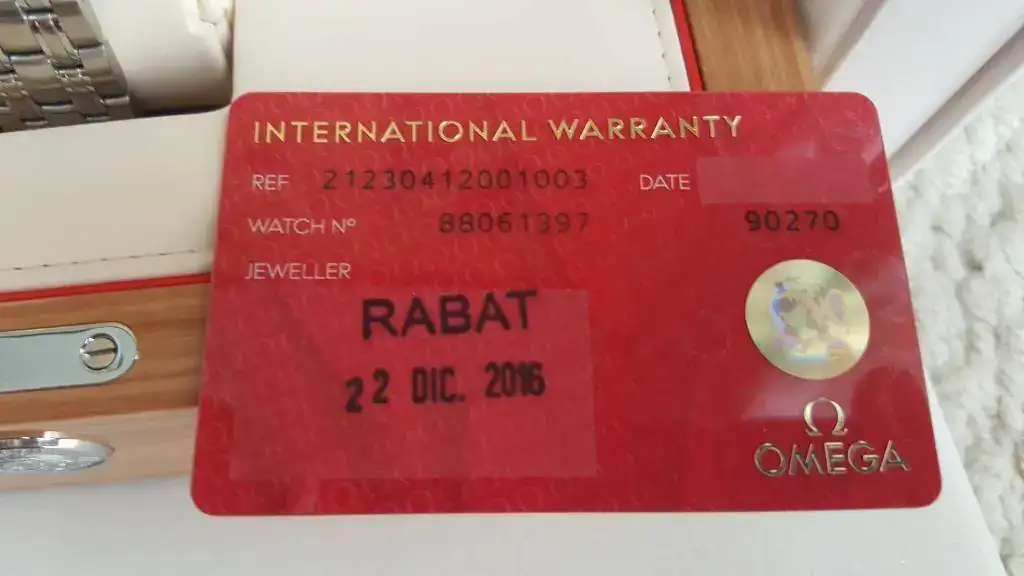 INTERNATIONAL WARRANTY
REF 21230412001003 DATE
WATCH Nº 88061397 90270
JEWELLER
RABAT
22 DIC. 2016
Ω
OMEGA